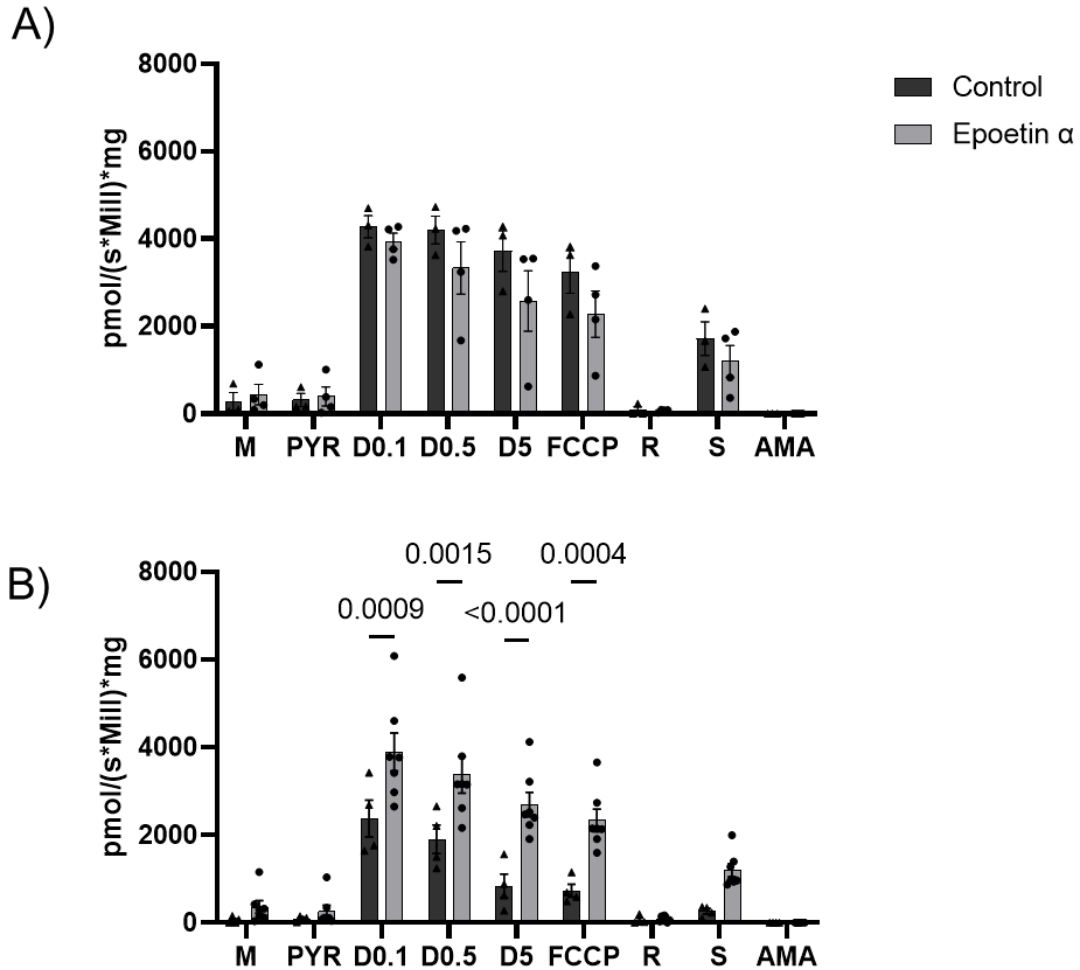 A)
8000
6000
4000
2000
0
pmol/(s*Mill)*mg
M PYR D0.1 D0.5 D5 FCCP R S AMA
Control
Epoetin α
B)
8000
6000
4000
2000
0
pmol/(s*Mill)*mg
0.0015 0.0004
0.0009 <0.0001
M PYR D0.1 D0.5 D5 FCCP R S AMA